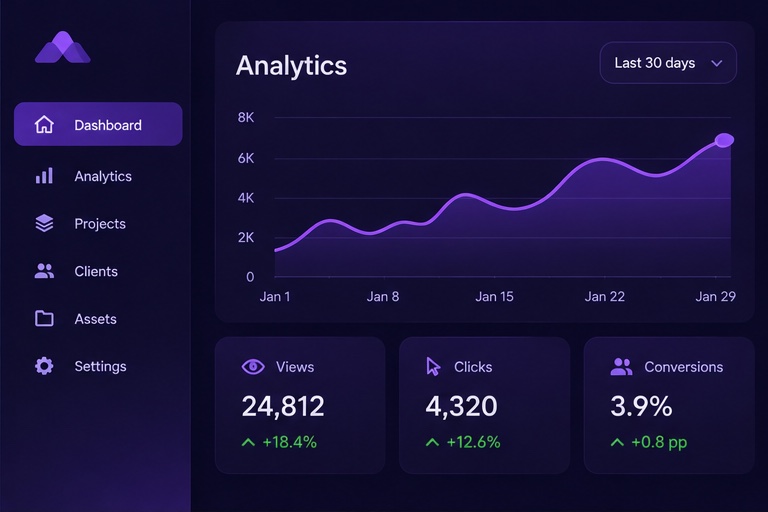 Dashboard
Analytics
Projects
Clients
Assets
Settings
Analytics
Last 30 days
8K
6K
4K
2K
0
Jan 1 Jan 8 Jan 15 Jan 22 Jan 29
Views
24,812
+18.4%
Clicks
4,320
+12.6%
Conversions
3.9%
+0.8 pp